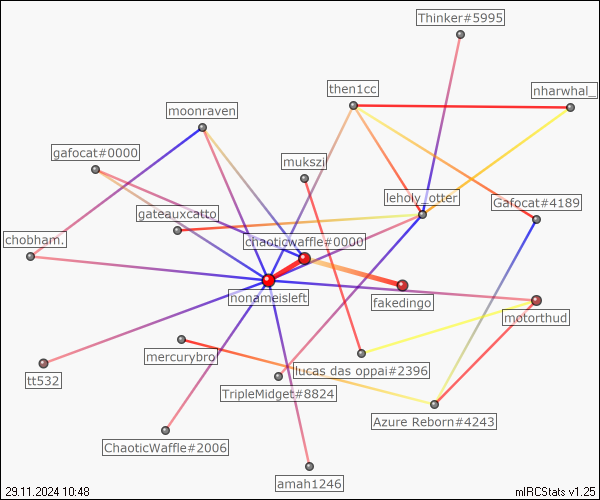 Thinker#5995
then1cc
nharwhal_
moonraven
gafocat#0000
mukszi
leholy_otter
Gafocat#4189
gateauxcatto
chobham.
chaoticwaffle#0000
nonameisleft
fakedingo
motorthud
mercurybro
lucas das oppai#2396
tt532
TripleMidget#8824
Azure Reborn#4243
ChaoticWaffle#2006
amah1246
29.11.2024 10:48
mIRCStats v1.25